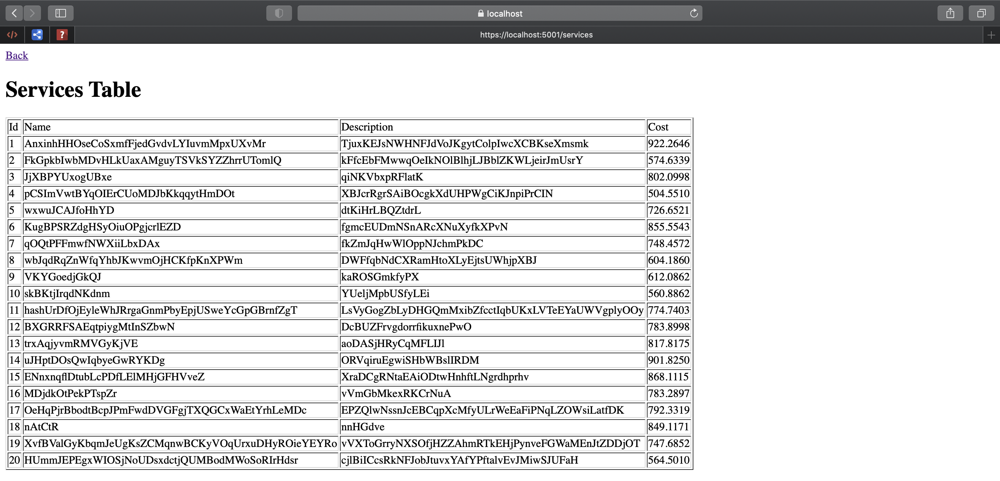 localhost
https://localhost:5001/services
Back
Services Table
Id Name Description Cost
1 AnxinhHHOseCoSxmfFjedGvdvLYIuvmMpxUXvMr TjuxKEJsNWHNFJdVoJKgytColpIwcXCBKseXmsmk 922.2646
2 FkGpkbIwbMDvHLkUaxAMguyTSVkSYZZhrrUTomlQ kFfcEbFMwwqOeIkNOlBlhjLJBblZKWLjeirJmUsrY 574.6339
3 JjXBPYUxogUBxe qiNKVbxpRFlatK 802.0998
4 pCSImVwtBYqOIErCUoMDJbKkqqytHmDOt XBJcrRgrSAiBOcgkXdUHPWgCiKJnpiPrCIN 504.5510
5 wxwuJCAJfoHhYD dtKiHrLBQZtdrL 726.6521
6 KugBPSRZdgHSyOiuOPgjcrlEZD fgmcEUDmNSnARcXNuXyfkXPvN 855.5543
7 qOQtPFFmwfNWXiiLbxDAx fkZmJqHwWlOppNJchmPkDC 748.4572
8 wbJqdRqZnWfqYhbJKwvmOjHCKfpKnXPWm DWFfqbNdCXRamHtoXLyEjtsUWhjpXBJ 604.1860
9 VKYGoedjGkQJ kaROSGmkfyPX 612.0862
10 skBKtjIrqdNKdnm YUeljMpbUSfyLEi 560.8862
11 hashUrDfOjEyleWhJRrgaGnmPbyEpjUSweYcGpGBrnfZgT LsVyGogZbLyDHGQmMxibZfcctIqbUKxLVTeEYaUWVgplyOOy 774.7403
12 BXGRRFSAEqtpiygMtInSZbwN DcBUZFrvgdorrfikuxnePwO 783.8998
13 trxAqjyvmRMVGyKjVE aoDASjHRyCqMFLIJl 817.8175
14 uJHptDOsQwIqbyeGwRYKDg ORVqiruEgwiSHbWBslIRDM 901.8250
15 ENnxnqflDtubLcPDfLElMHjGFHVveZ XraDCgRNtaEAiODtwHnhftLNgrdhprhv 868.1115
16 MDjdkOtPekPTspZr vVmGbMkexRKCrNuA 783.2897
17 OeHqPjrBbodtBcpJPmFwdDVGFgjTXQGCxWaEtYrhLeMDc EPZQlwNssnJcEBCqpXcMfyULrWeEaFiPNqLZOWsiLatfDK 792.3319
18 nAtCtR nnHGdve 849.1171
19 XvfBValGyKbqmJeUgKsZCMqnwBCKyVOqUrxuDHyROieYEYRo vVXToGrryNXSOfjHZZAhmRTkEHjPynveFGWaMEnJtZDDjOT 747.6852
20 HUmmJEPEgxWIOSjNoUDsxdctjQUMBodMWoSoRIrHdsr cjlBiICcsRkNFJobJtuvxYAfYPftalvEvJMiwSJUFaH 564.5010